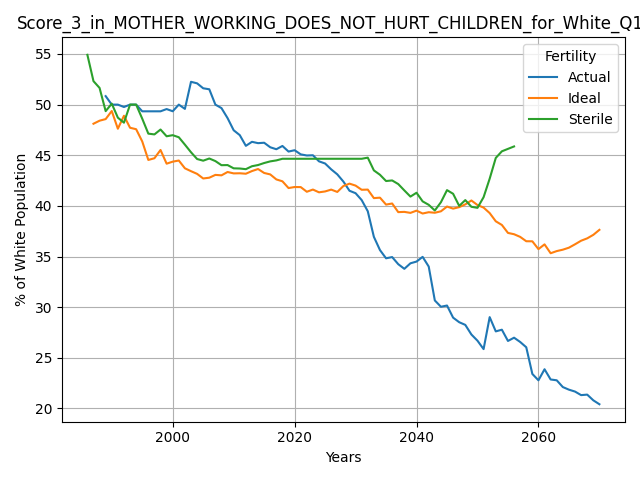 Score_3_in_MOTHER_WORKING_DOES_NOT_HURT_CHILDREN_for_White_Q1
55
50
45
40
35
30
25
20
% of White Population
Fertility
Actual
Ideal
Sterile
2000
2020
2040
2060
Years